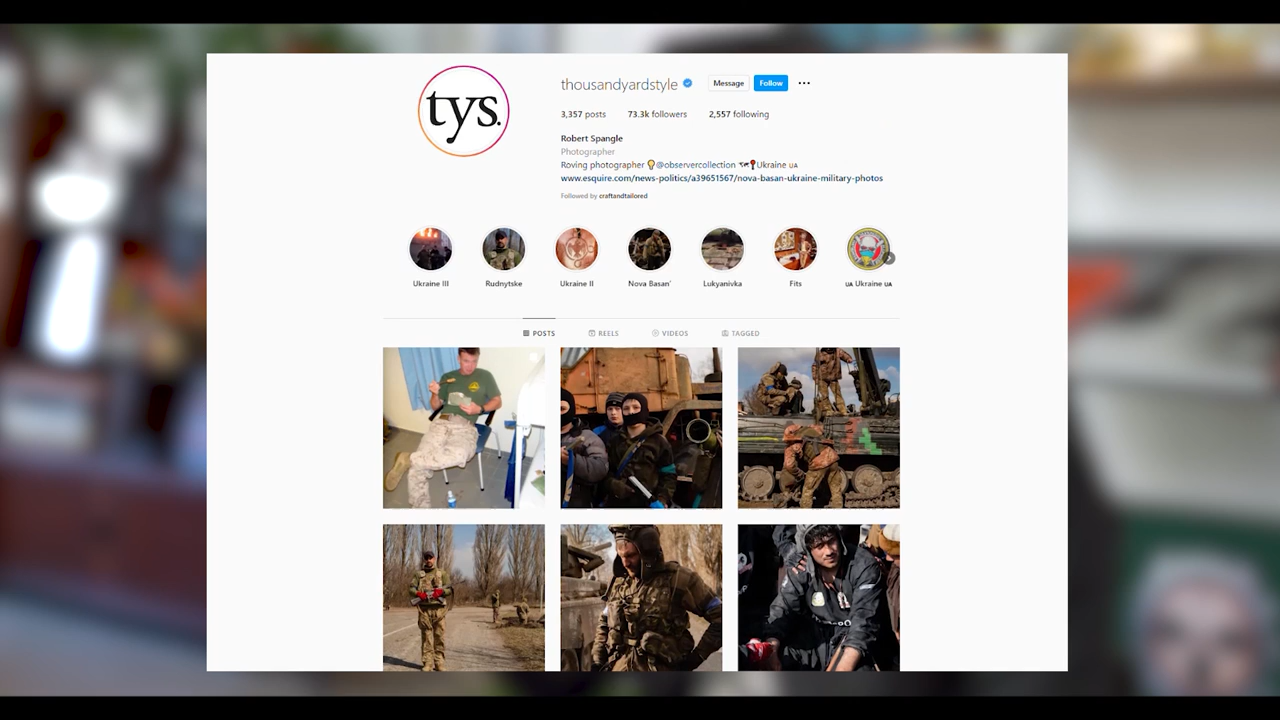 tys.
thousandyardstyle
Message
Follow
3,357 posts 73.3k followers 2,557 following
Robert Spangle
Photographer
Roving photographer @observercollection Ukraine UA
www.esquire.com/news-politics/a39651567/nova-basan-ukraine-military-photos
Followed by craftandtailored
Ukraine III
Rudnytske
Ukraine II
Nova Basan'
Lukyanivka
Fits
UA Ukraine UA
POSTS
REELS
VIDEOS
TAGGED